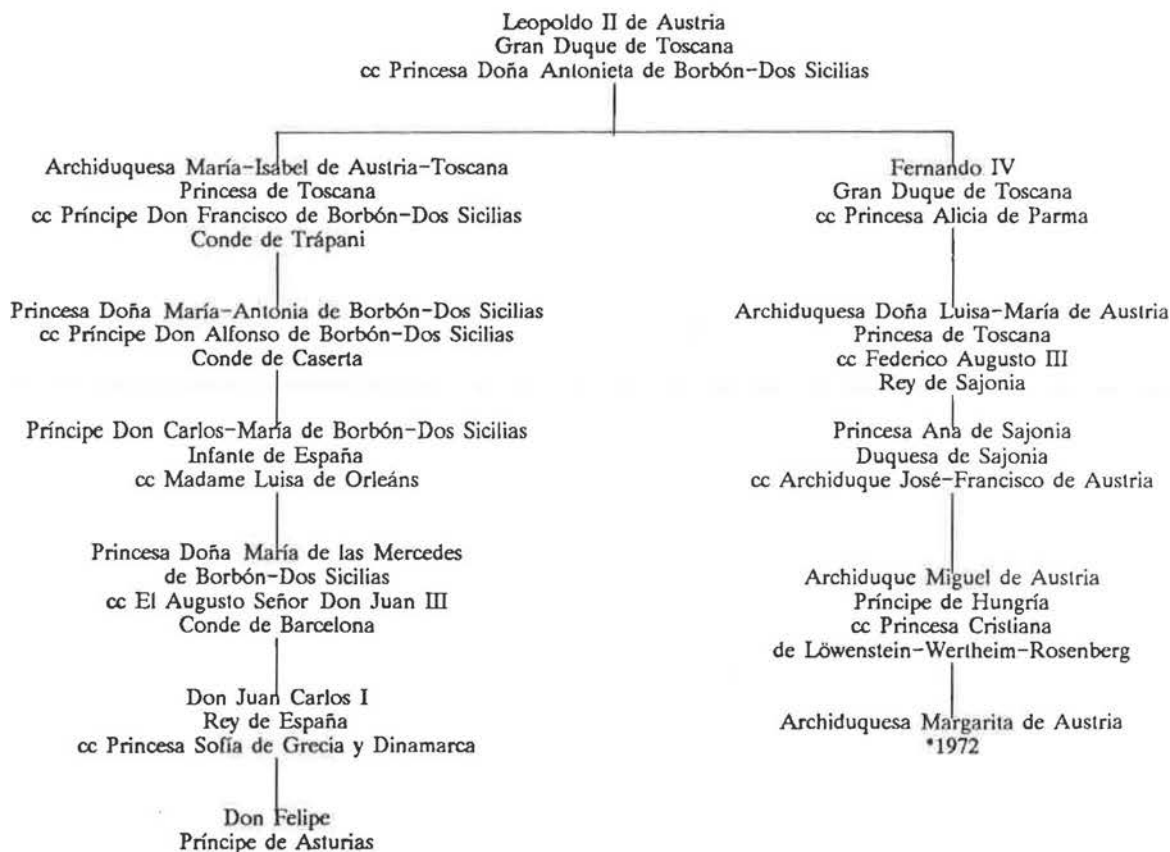 Leopoldo II de Austria
Gran Duque de Toscana
cc Princesa Doña Antonieta de Borbón-Dos Sicilias
Archiduquesa María-Isabel de Austria-Toscana
Princesa de Toscana
cc Príncipe Don Francisco de Borbón-Dos Sicilias
Conde de Trápani
Princesa Doña María-Antonia de Borbón-Dos Sicilias
cc Príncipe Don Alfonso de Borbón-Dos Sicilias
Conde de Caserta
Príncipe Don Carlos-María de Borbón-Dos Sicilias
Infante de España
cc Madame Luisa de Orleáns
Princesa Doña María de las Mercedes
de Borbón-Dos Sicilias
cc El Augusto Señor Don Juan III
Conde de Barcelona
Don Juan Carlos I
Rey de España
cc Princesa Sofía de Grecia y Dinamarca
Don Felipe
Príncipe de Asturias
Fernando IV
Gran Duque de Toscana
cc Princesa Alicia de Parma
Archiduquesa Doña Luisa-María de Austria
Princesa de Toscana
cc Federico Augusto III
Rey de Sajonia
Princesa Ana de Sajonia
Duquesa de Sajonia
cc Archiduque José-Francisco de Austria
Archiduque Miguel de Austria
Príncipe de Hungría
cc Princesa Cristiana
de Löwenstein-Wertheim-Rosenberg
Archiduquesa Margarita de Austria
*1972